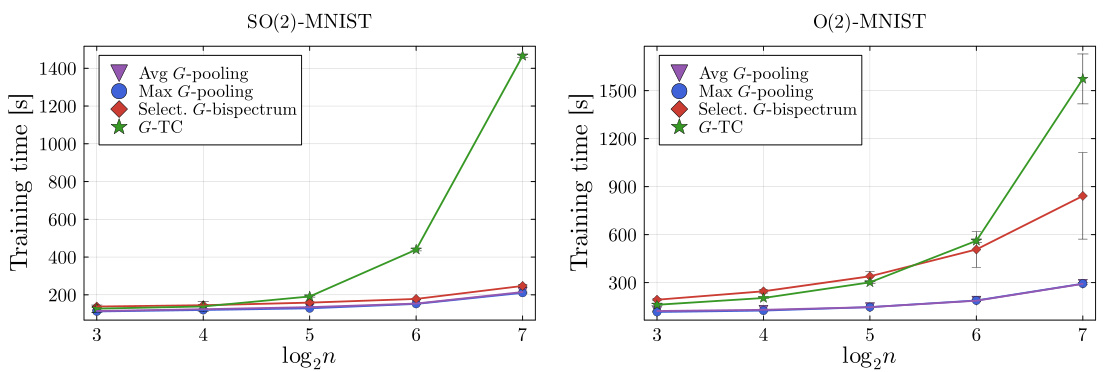 SO(2)-MNIST
Training time [s]
1400
1200
1000
800
600
400
200
Avg G-pooling
Max G-pooling
Select. G-bispectrum
G-TC
3 4 5 6 7
log₂n
O(2)-MNIST
Training time [s]
1500
1200
900
600
300
Avg G-pooling
Max G-pooling
Select. G-bispectrum
G-TC
3 4 5 6 7
log₂n